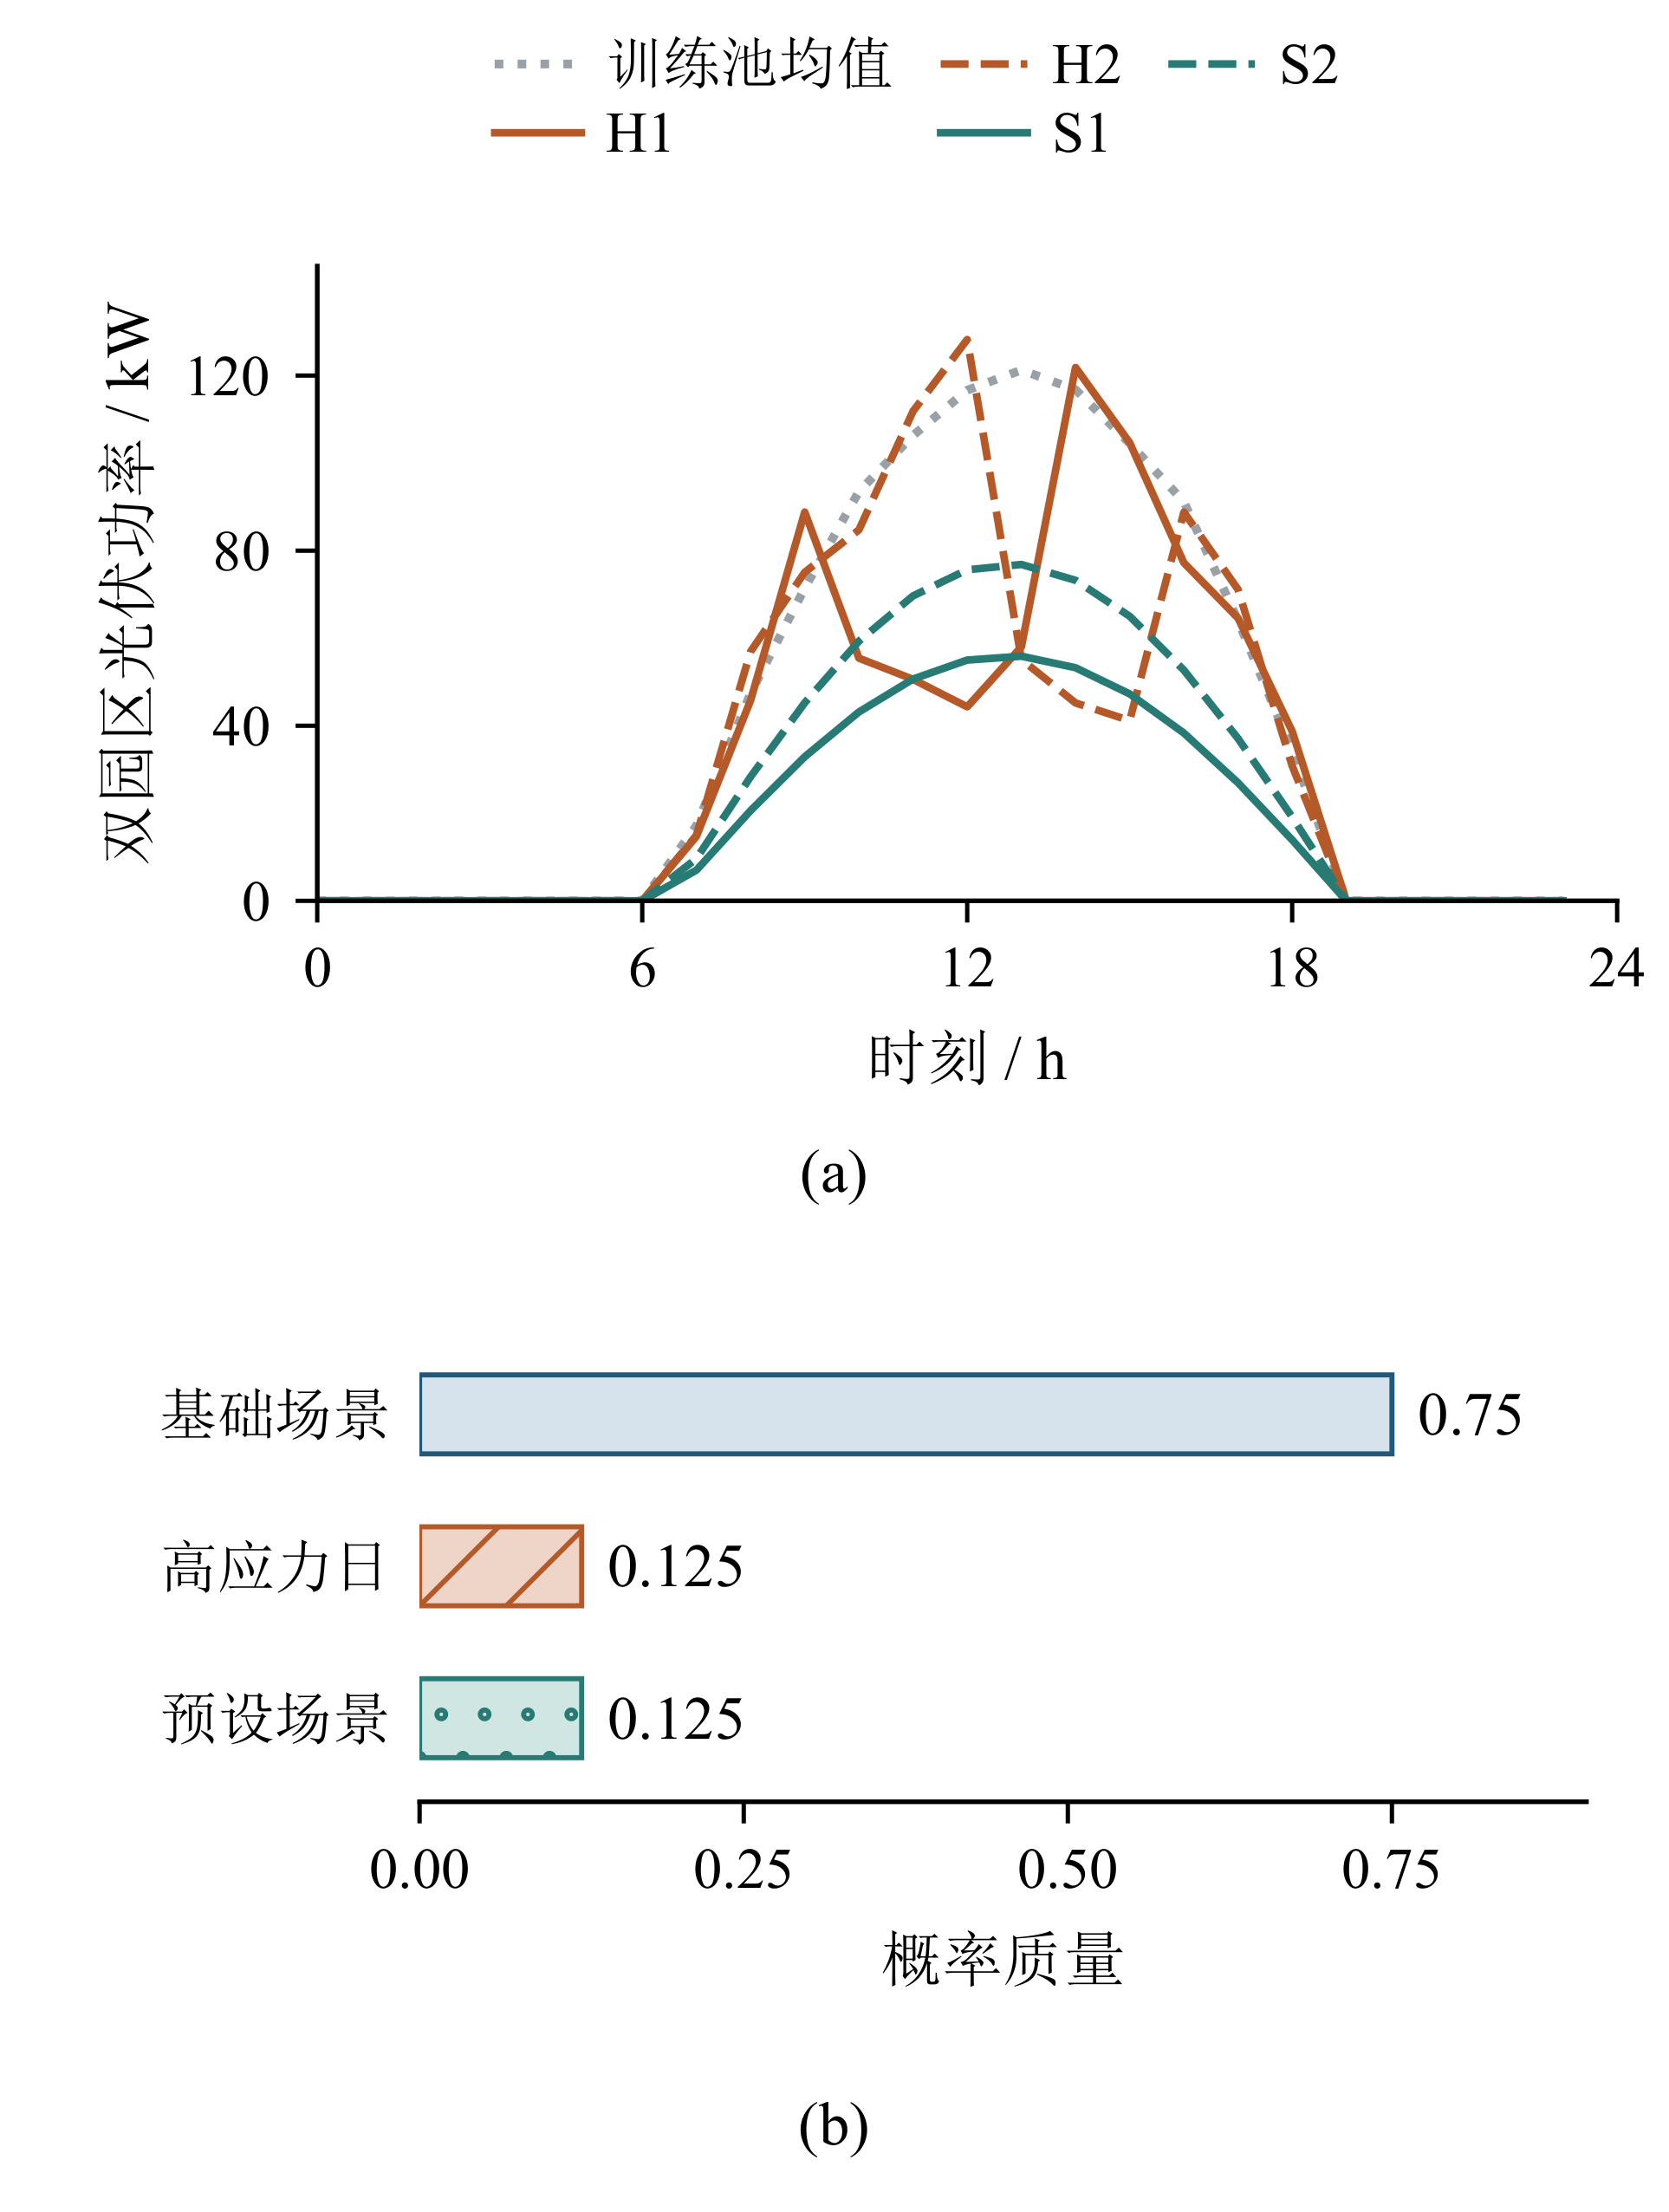 训练池均值 H2 S2
H1 S1
双园区光伏功率 / kW
120
80
40
0
0 6 12 18 24
时刻 / h
(a)
基础场景 0.75
高应力日 0.125
预设场景 0.125
0.00 0.25 0.50 0.75
概率质量
(b)